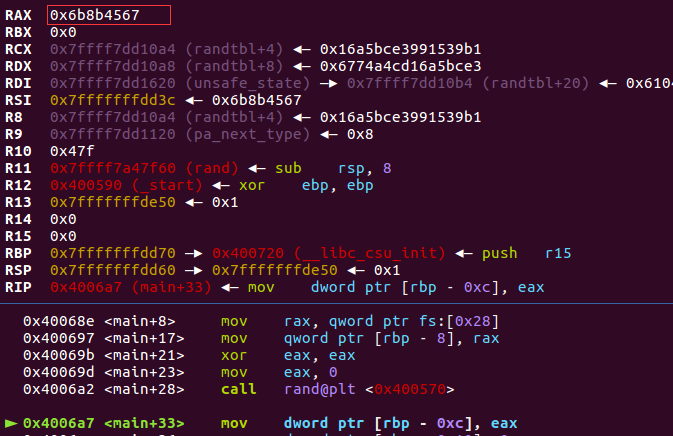 RAX 0x6b8b4567
RBX 0x0
RCX 0x7ffff7dd10a4 (randtbl+4) ◂— 0x16a5bce3991539b1
RDX 0x7ffff7dd10a8 (randtbl+8) ◂— 0x6774a4cd16a5bce3
RDI 0x7ffff7dd1620 (unsafe_state) —▸ 0x7ffff7dd10b4 (randtbl+20) ◂— 0x6104
RSI 0x7fffffffdd3c ◂— 0x6b8b4567
R8 0x7ffff7dd10a4 (randtbl+4) ◂— 0x16a5bce3991539b1
R9 0x7ffff7dd1120 (pa_next_type) ◂— 0x8
R10 0x47f
R11 0x7ffff7a47f60 (rand) ◂— sub rsp, 8
R12 0x400590 (_start) ◂— xor ebp, ebp
R13 0x7fffffffde50 ◂— 0x1
R14 0x0
R15 0x0
RBP 0x7fffffffdd70 —▸ 0x400720 (__libc_csu_init) ◂— push r15
RSP 0x7fffffffdd60 —▸ 0x7fffffffde50 ◂— 0x1
RIP 0x4006a7 (main+33) ◂— mov dword ptr [rbp - 0xc], eax
0x40068e <main+8> mov rax, qword ptr fs:[0x28]
0x400697 <main+17> mov qword ptr [rbp - 8], rax
0x40069b <main+21> xor eax, eax
0x40069d <main+23> mov eax, 0
0x4006a2 <main+28> call rand@plt <0x400570>
► 0x4006a7 <main+33> mov dword ptr [rbp - 0xc], eax